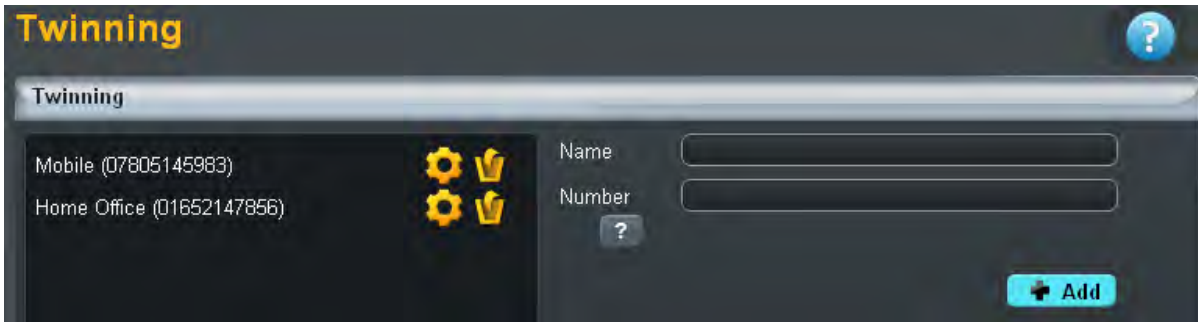 Twinning
?
Twinning
Mobile (07805145983)
Home Office (01652147856)
Name
Number
?
Add